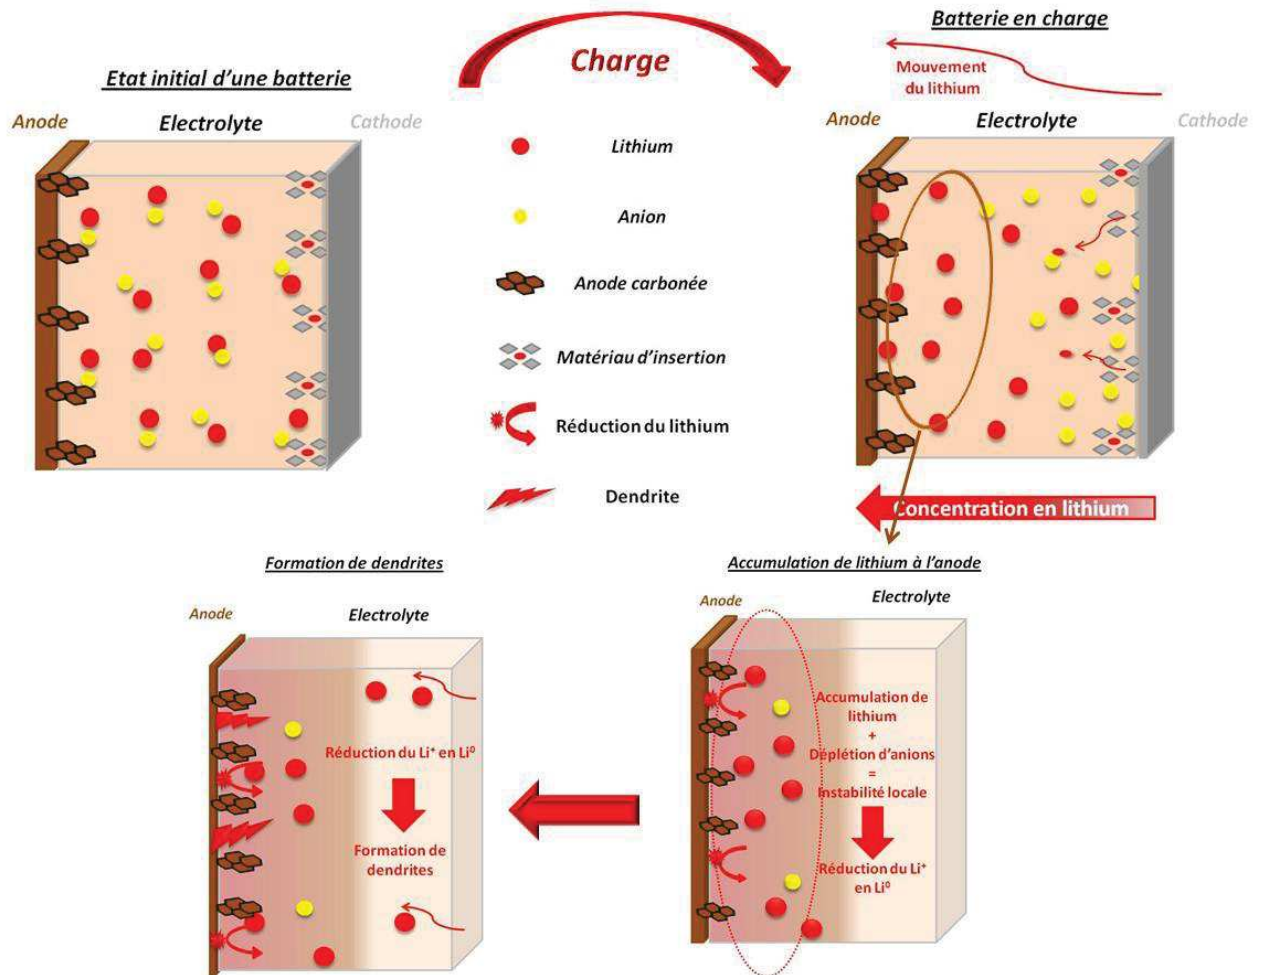 Etat initial d'une batterie
Anode
Electrolyte
Cathode
Charge
Lithium
Anion
Anode carbonée
Matériau d'insertion
Réduction du lithium
Dendrite
Batterie en charge
Mouvement
du lithium
Anode
Electrolyte
Cathode
Concentration en lithium
Formation de dendrites
Anode
Electrolyte
Réduction du Li⁺ en Li⁰
Formation de
dendrites
Accumulation de lithium à l'anode
Anode
Electrolyte
Accumulation de
lithium
+
Déplétion d'anions
=
Instabilité locale
Réduction du Li⁺
en Li⁰